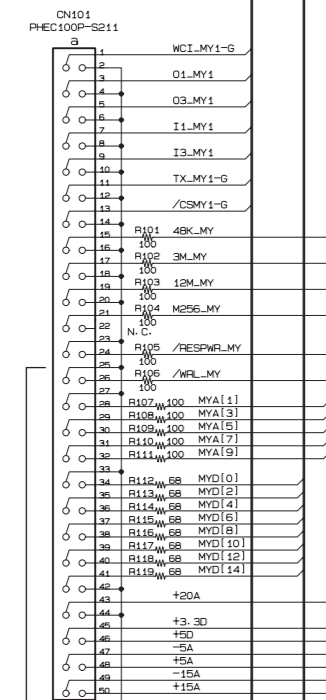 CN101
PHEC100P-S211
a
1 WCI_MY1-G
2
3 O1_MY1
4
5 O3_MY1
6
7 I1_MY1
8
9 I3_MY1
10
11 TX_MY1-G
12
13 /CSMY1-G
14
15 R101 100 48K_MY
16
17 R102 100 3M_MY
18
19 R103 100 12M_MY
20
21 R104 100 M256_MY
22 N.C.
23
24 R105 100 /RESPWR_MY
25
26 R106 100 /WRL_MY
27
28 R107 100 MYA[1]
29 R108 100 MYA[3]
30 R109 100 MYA[5]
31 R110 100 MYA[7]
32 R111 100 MYA[9]
33
34 R112 68 MYD[0]
35 R113 68 MYD[2]
36 R114 68 MYD[4]
37 R115 68 MYD[6]
38 R116 68 MYD[8]
39 R117 68 MYD[10]
40 R118 68 MYD[12]
41 R119 68 MYD[14]
42
43 +20A
44
45 +3.3D
46 +5D
47 -5A
48 +5A
49 -15A
50 +15A